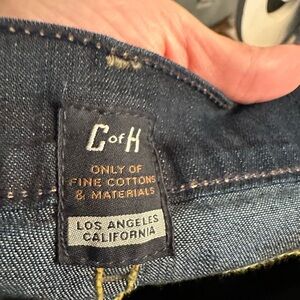 C of H
ONLY OF
FINE COTTONS
& MATERIALS
LOS ANGELES
CALIFORNIA